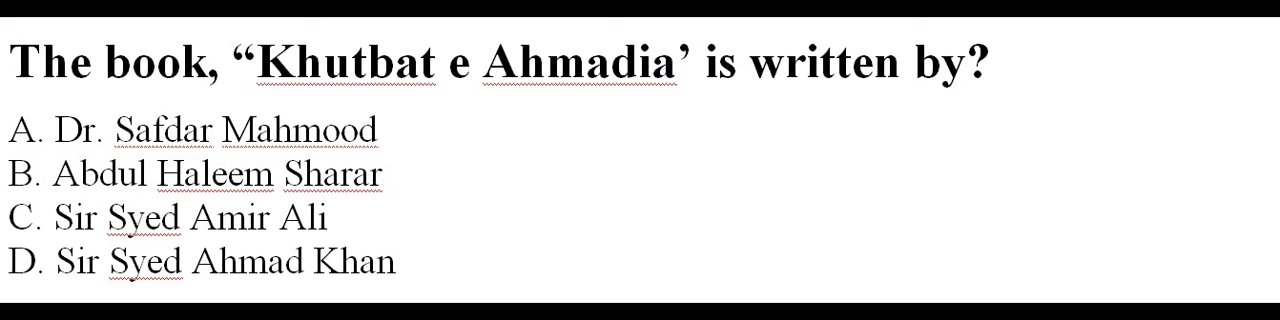 The book, “Khutbat e Ahmadia’ is written by?
A. Dr. Safdar Mahmood
B. Abdul Haleem Sharar
C. Sir Syed Amir Ali
D. Sir Syed Ahmad Khan